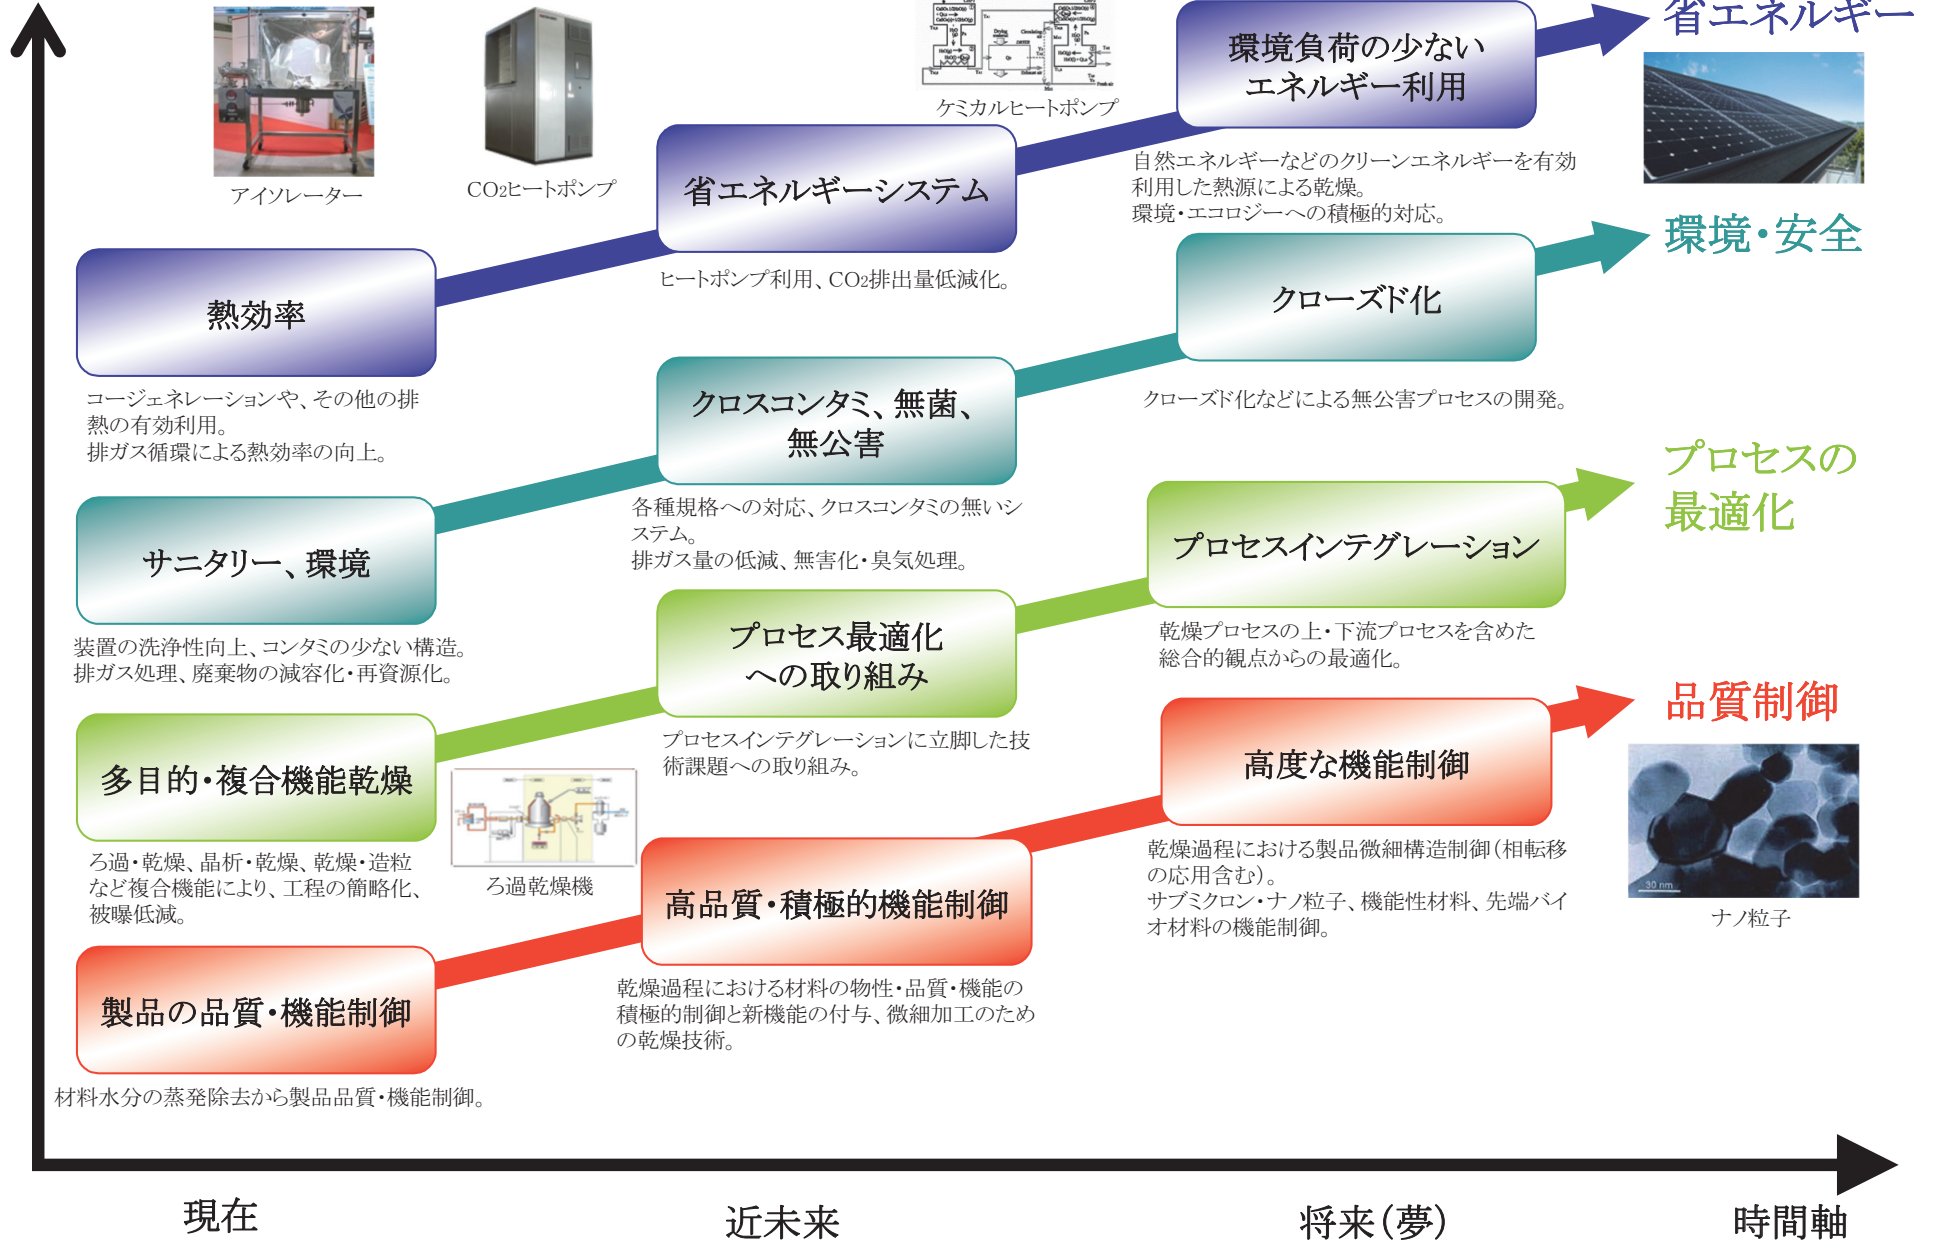 省エネルギー
環境負荷の少ない
エネルギー利用
ケミカルヒートポンプ
アイソレーター
CO2ヒートポンプ
省エネルギーシステム
自然エネルギーなどのクリーンエネルギーを有効
利用した熱源による乾燥。
環境・エコロジーへの積極的対応。
環境・安全
熱効率
ヒートポンプ利用、CO2排出量低減化。
クローズド化
コージェネレーションや、その他の排
熱の有効利用。
排ガス循環による熱効率の向上。
クロスコンタミ、無菌、
無公害
クローズド化などによる無公害プロセスの開発。
プロセスの
最適化
サニタリー、環境
各種規格への対応、クロスコンタミの無いシ
ステム。
排ガス量の低減、無害化・臭気処理。
プロセスインテグレーション
装置の洗浄性向上、コンタミの少ない構造。
排ガス処理、廃棄物の減容化・再資源化。
プロセス最適化
への取り組み
乾燥プロセスの上・下流プロセスを含めた
総合的観点からの最適化。
品質制御
多目的・複合機能乾燥
プロセスインテグレーションに立脚した技
術課題への取り組み。
高度な機能制御
ろ過・乾燥、晶析・乾燥、乾燥・造粒
など複合機能により、工程の簡略化、
被曝低減。
ろ過乾燥機
高品質・積極的機能制御
乾燥過程における製品微細構造制御(相転移
の応用含む)。
サブミクロン・ナノ粒子、機能性材料、先端バイ
オ材料の機能制御。
30 nm
ナノ粒子
製品の品質・機能制御
乾燥過程における材料の物性・品質・機能の
積極的制御と新機能の付与、微細加工のため
の乾燥技術。
材料水分の蒸発除去から製品品質・機能制御。
現在
近未来
将来(夢)
時間軸